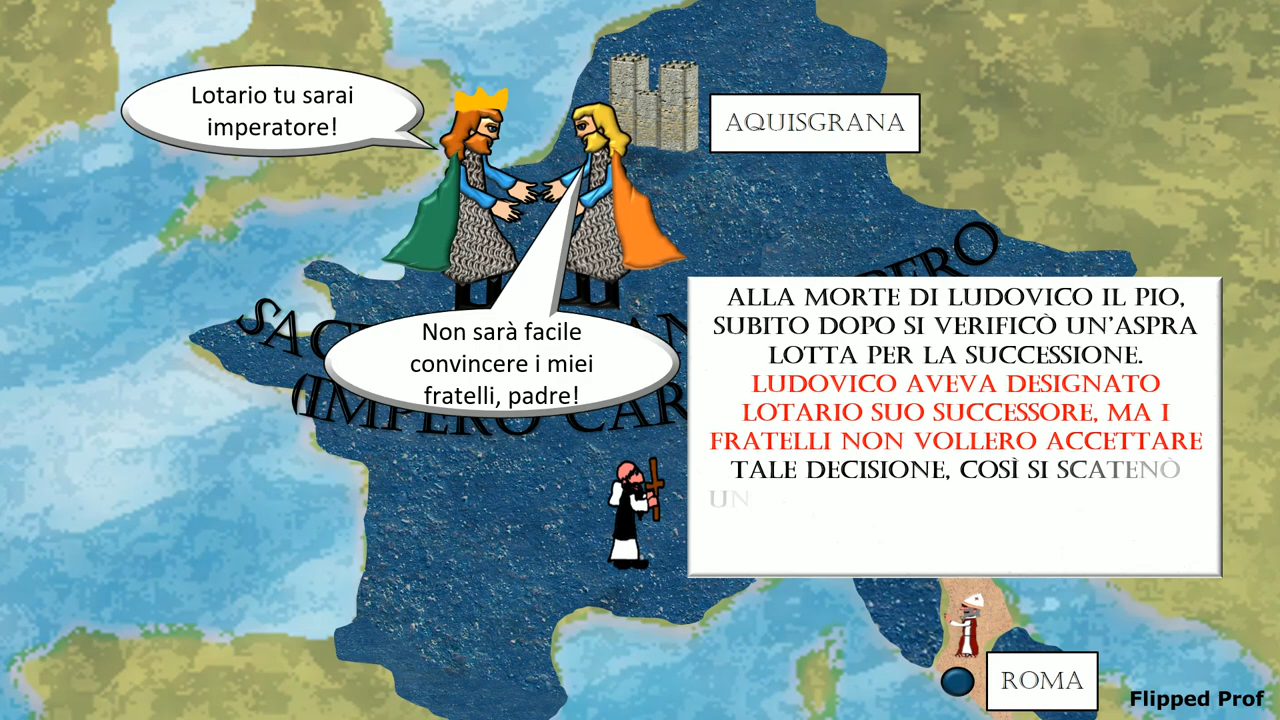 Lotario tu sarai
imperatore!
AQUISGRANA
Non sarà facile
convincere i miei
fratelli, padre!
ALLA MORTE DI LUDOVICO IL PIO,
SUBITO DOPO SI VERIFICÒ UN'ASPRA
LOTTA PER LA SUCCESSIONE.
LUDOVICO AVEVA DESIGNATO
LOTARIO SUO SUCCESSORE, MA I
FRATELLI NON VOLLERO ACCETTARE
TALE DECISIONE, COSÌ SI SCATENÒ
UN
ROMA
Flipped Prof